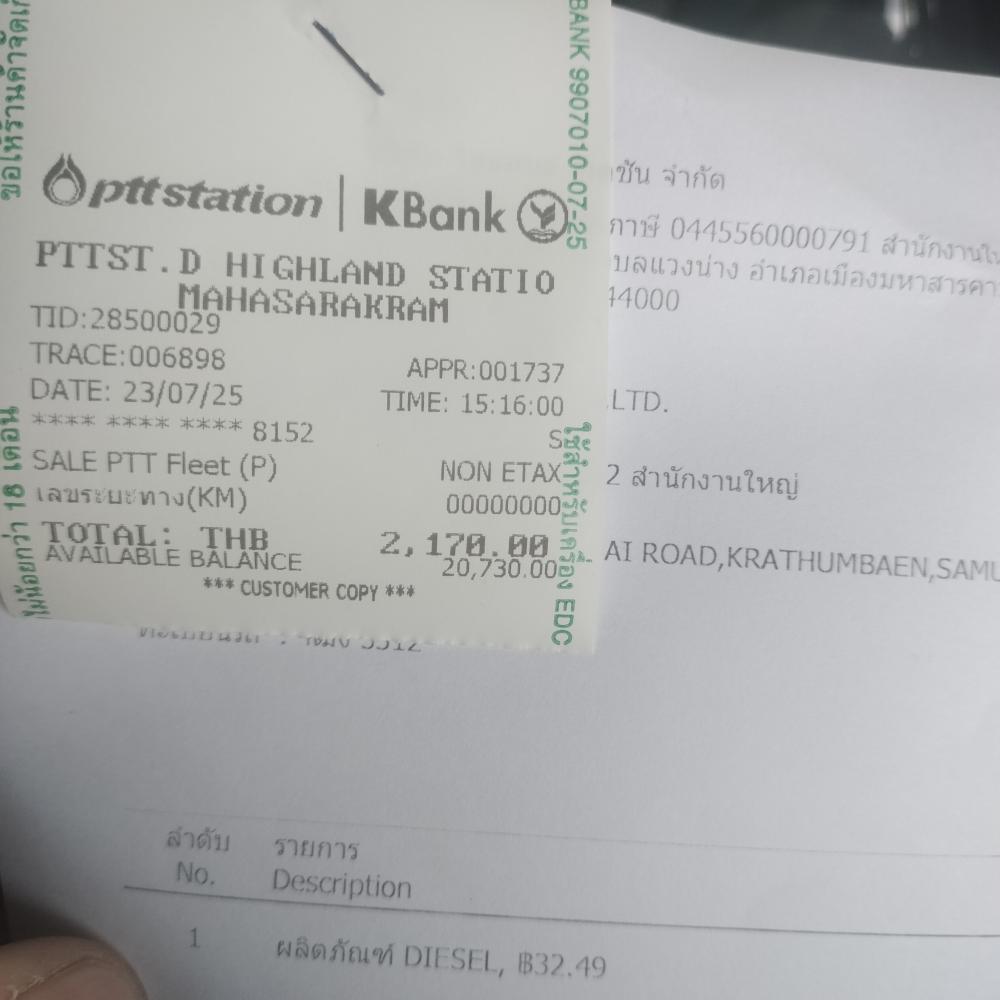 ขอให้ร้านค้าจัดเก็
ไม่น้อยกว่า 18 เดือน
BANK 9907010-07-25
ใช้สำหรับเครื่อง EDC
pttstation | KBank
PTTST.D HIGHLAND STATIO
MAHASARAKRAM
TID:28500029
TRACE:006898 APPR:001737
DATE: 23/07/25 TIME: 15:16:00
**** **** **** 8152 S
SALE PTT Fleet (P) NON ETAX
เลขระยะทาง(KM) 00000000
TOTAL: THB 2,170.00
AVAILABLE BALANCE 20,730.00
*** CUSTOMER COPY ***
ชัน จำกัด
ภาษี 0445560000791 สำนักงานให
บลแวงน่าง อำเภอเมืองมหาสารคา
44000
LTD.
2 สำนักงานใหญ่
AI ROAD,KRATHUMBAEN,SAMU
ลำดับ รายการ
No. Description
1 ผลิตภัณฑ์ DIESEL, ฿32.49